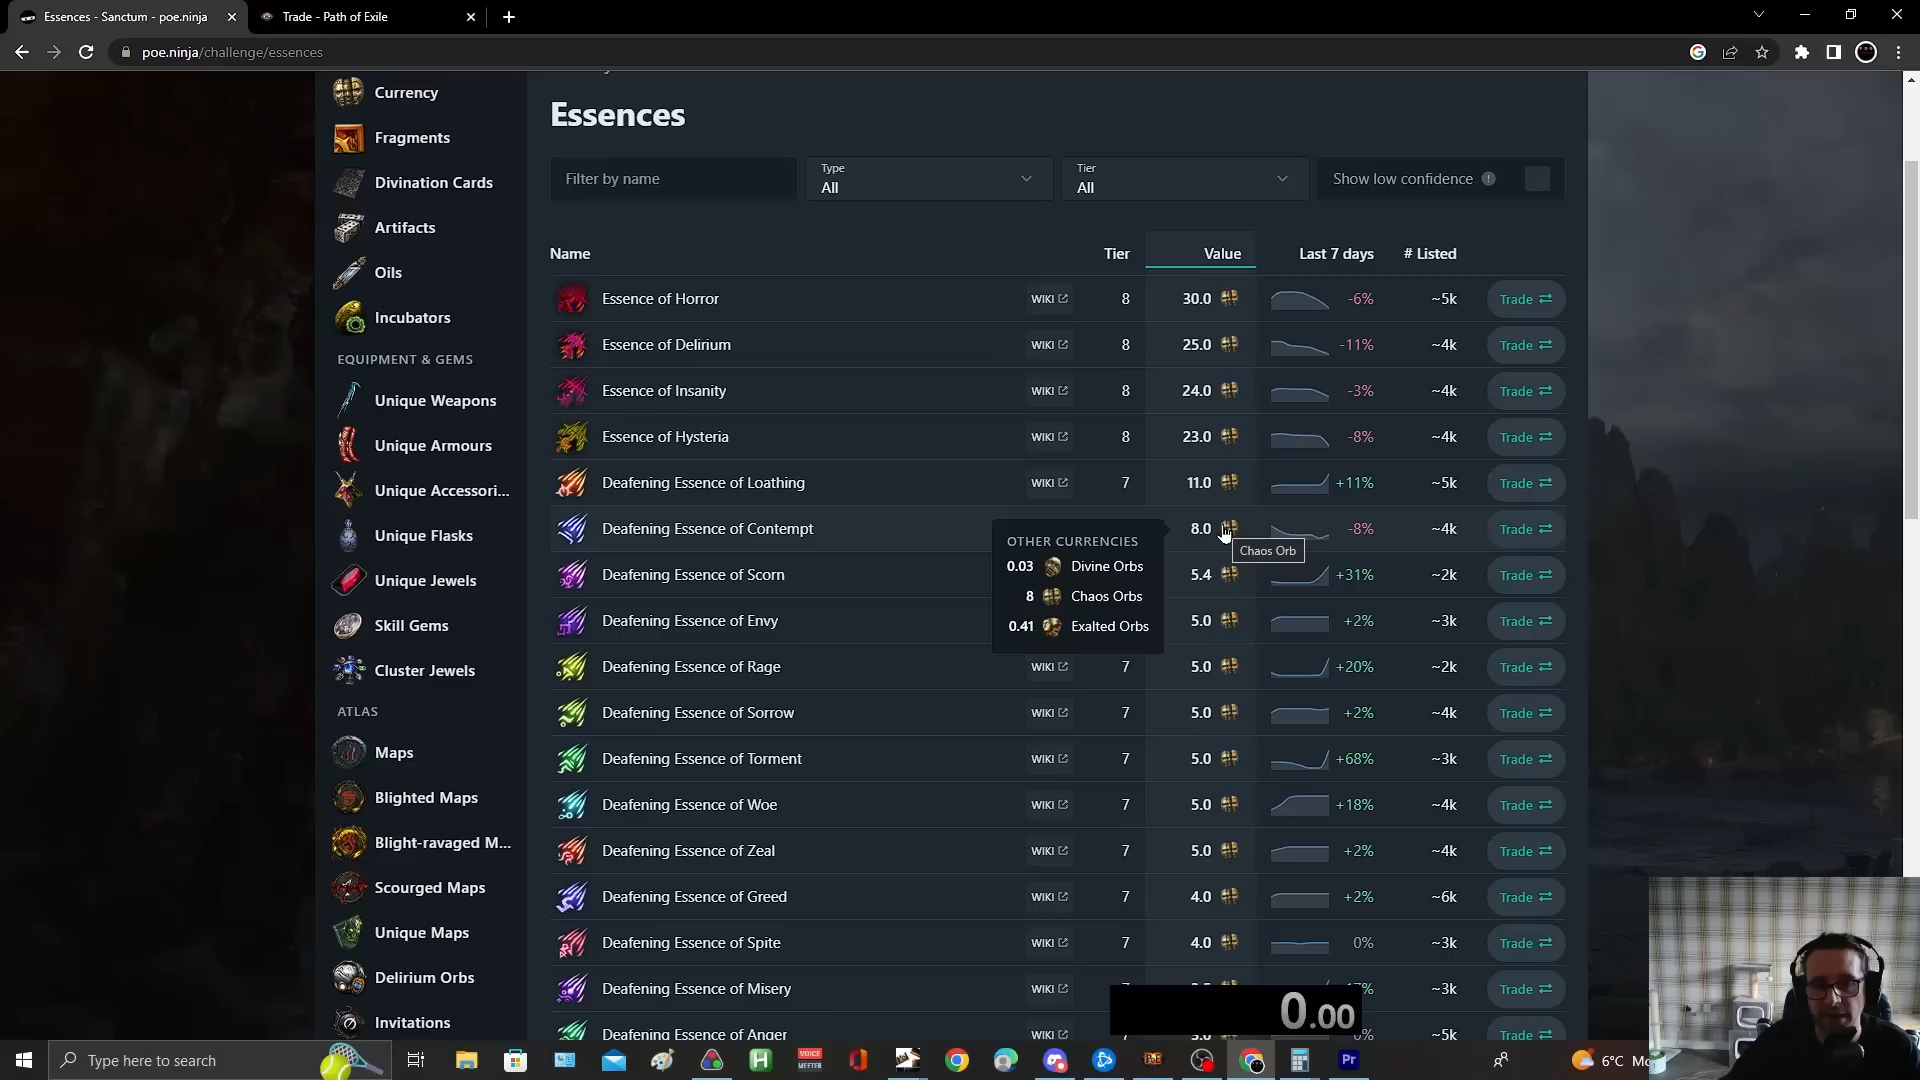 Essences - Sanctum - poe.ninja
Trade - Path of Exile
poe.ninja/challenge/essences
Currency
Fragments
Divination Cards
Artifacts
Oils
Incubators
EQUIPMENT & GEMS
Unique Weapons
Unique Armours
Unique Accessori...
Unique Flasks
Unique Jewels
Skill Gems
Cluster Jewels
ATLAS
Maps
Blighted Maps
Blight-ravaged M...
Scourged Maps
Unique Maps
Delirium Orbs
Invitations
Essences
Filter by name
Type
All
Tier
All
Show low confidence
Name Tier Value Last 7 days # Listed
Essence of Horror WIKI 8 30.0 -6% ~5k Trade
Essence of Delirium WIKI 8 25.0 -11% ~4k Trade
Essence of Insanity WIKI 8 24.0 -3% ~4k Trade
Essence of Hysteria WIKI 8 23.0 -8% ~4k Trade
Deafening Essence of Loathing WIKI 7 11.0 +11% ~5k Trade
Deafening Essence of Contempt 8.0 -8% ~4k Trade
OTHER CURRENCIES
0.03 Divine Orbs
8 Chaos Orbs
0.41 Exalted Orbs
Chaos Orb
Deafening Essence of Scorn 5.4 +31% ~2k Trade
Deafening Essence of Envy 5.0 +2% ~3k Trade
Deafening Essence of Rage WIKI 7 5.0 +20% ~2k Trade
Deafening Essence of Sorrow WIKI 7 5.0 +2% ~4k Trade
Deafening Essence of Torment WIKI 7 5.0 +68% ~3k Trade
Deafening Essence of Woe WIKI 7 5.0 +18% ~4k Trade
Deafening Essence of Zeal WIKI 7 5.0 +2% ~4k Trade
Deafening Essence of Greed WIKI 7 4.0 +2% ~6k Trade
Deafening Essence of Spite WIKI 7 4.0 0% ~3k Trade
Deafening Essence of Misery WIKI ~3k Trade
Deafening Essence of Anger WIKI ~5k Trade
0.00
Type here to search
VOICE MEETER
Pr
6°C